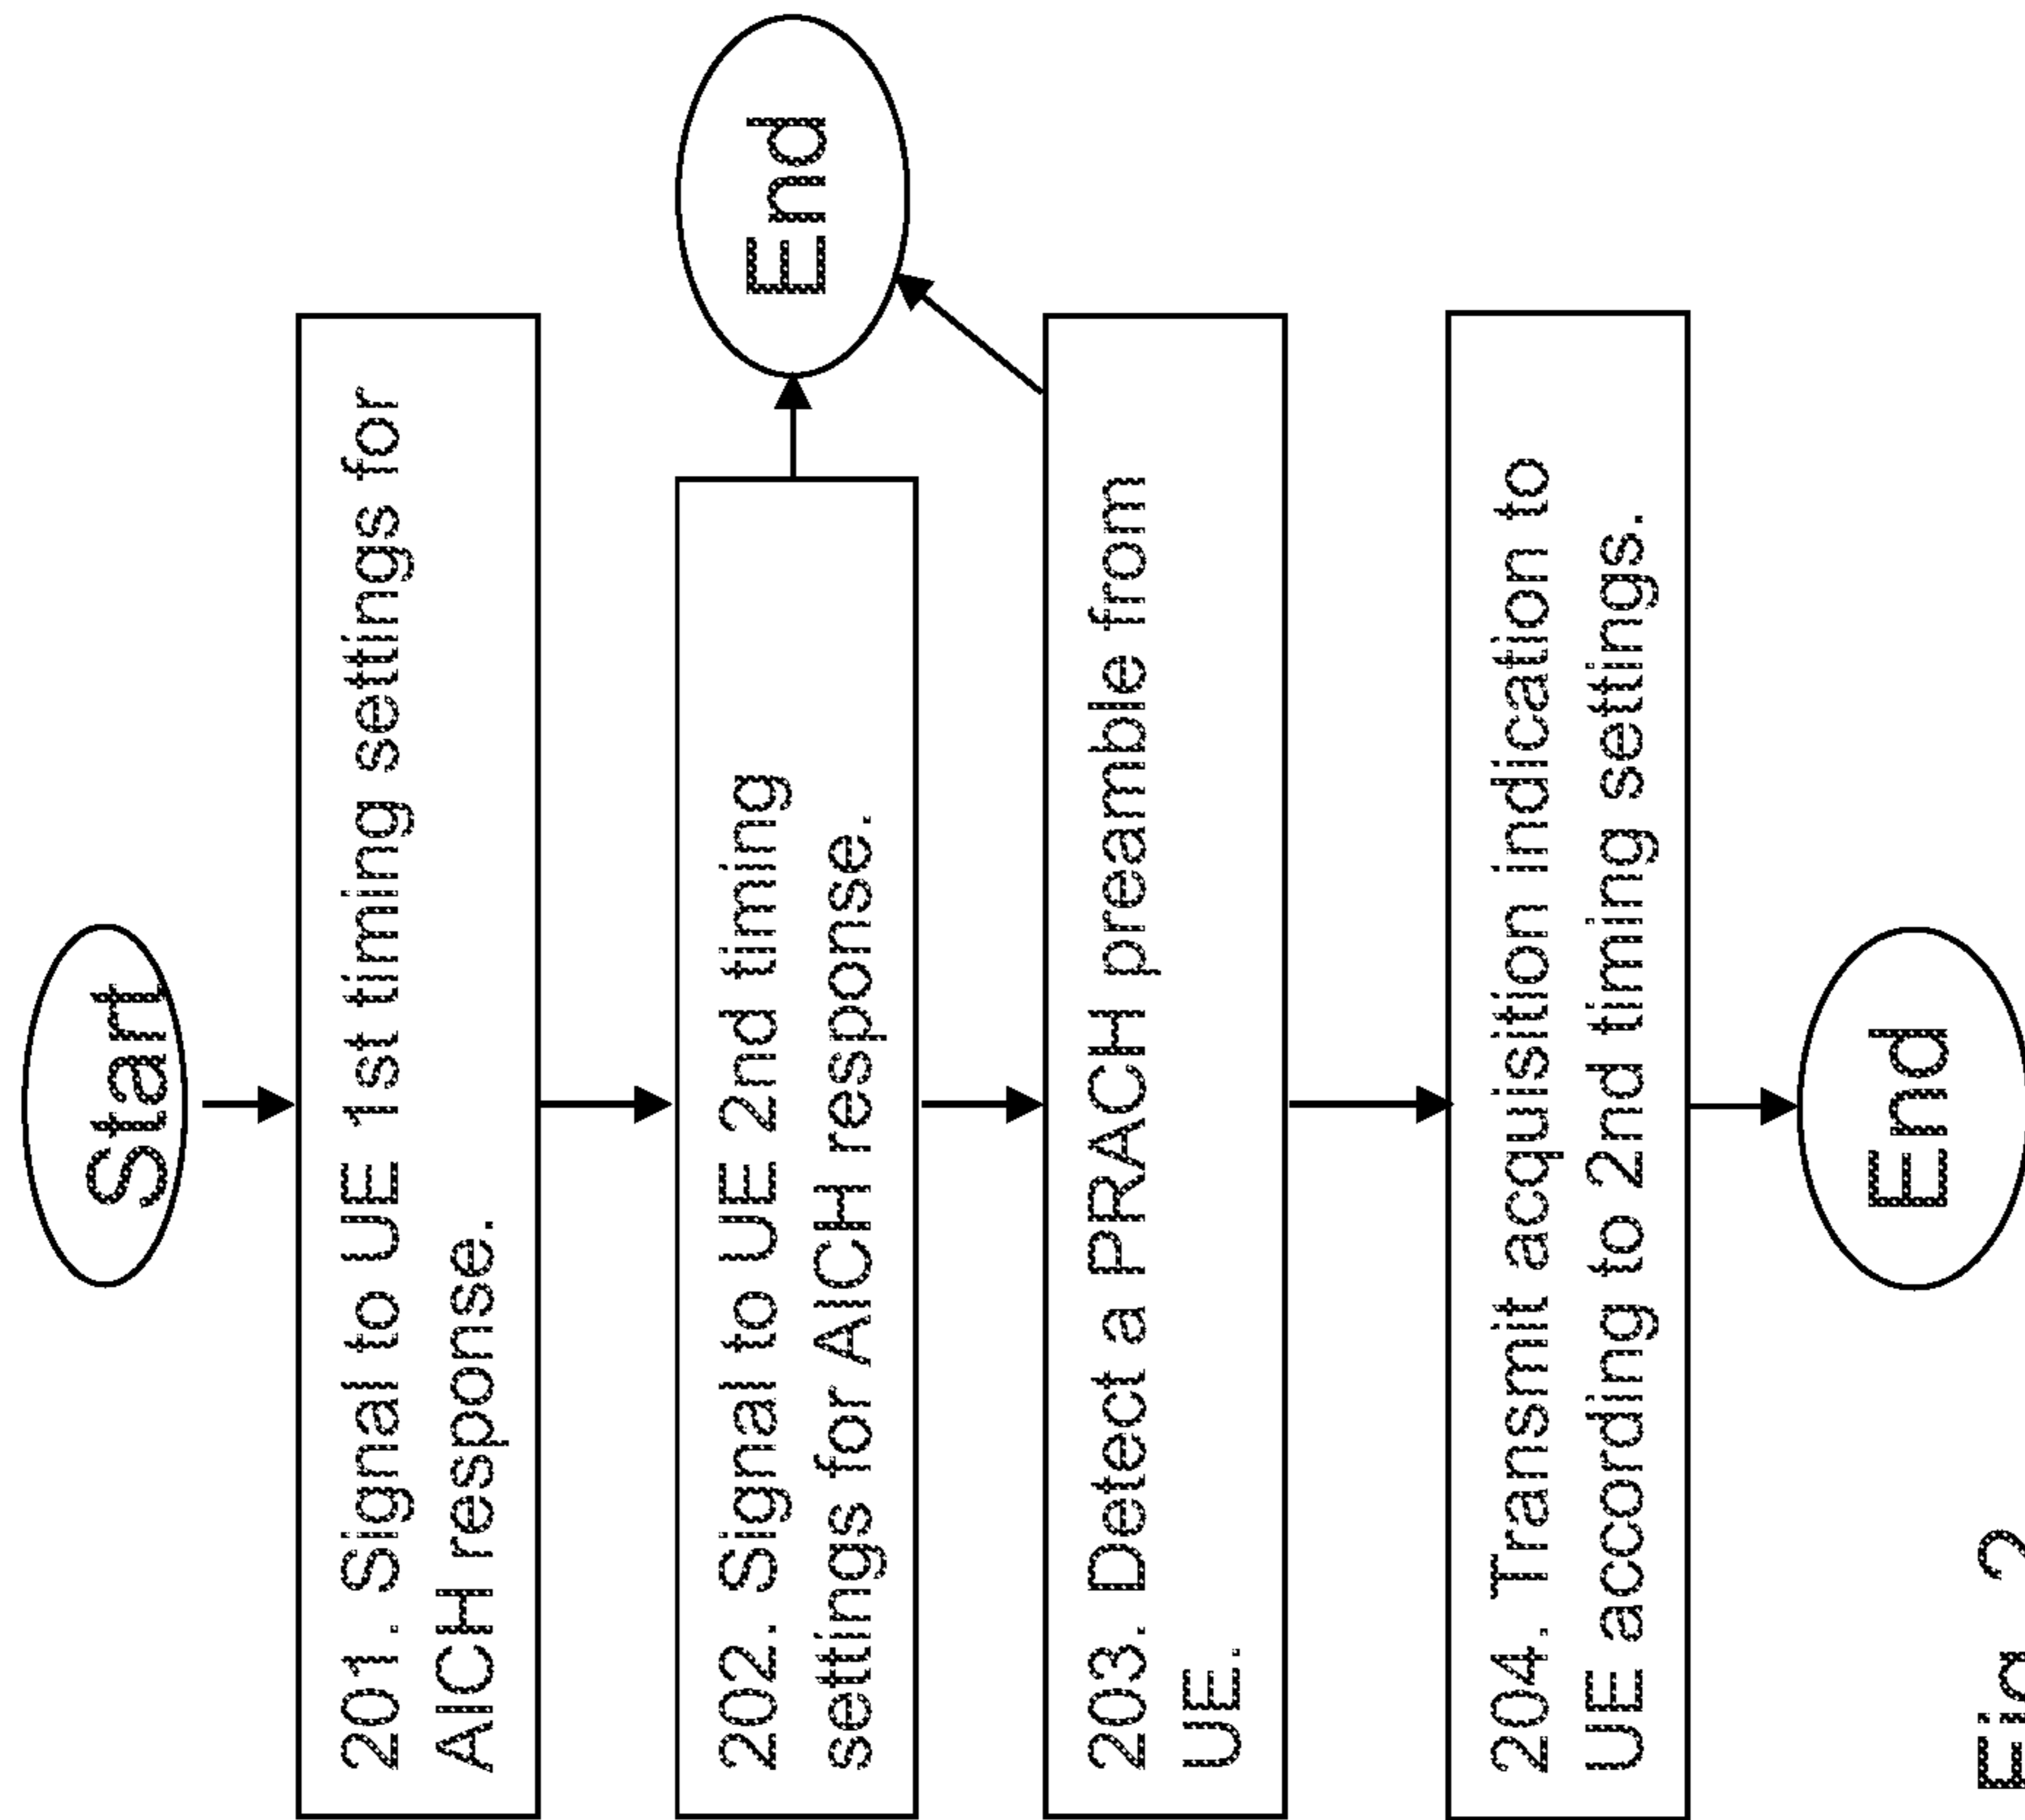 Start
201. Signal to UE 1st timing settings for
AICH response.
202. Signal to UE 2nd timing
settings for AICH response.
End
203. Detect a PRACH preamble from
UE.
204. Transmit acquisition indication to
UE according to 2nd timing settings.
End
Fig. 2